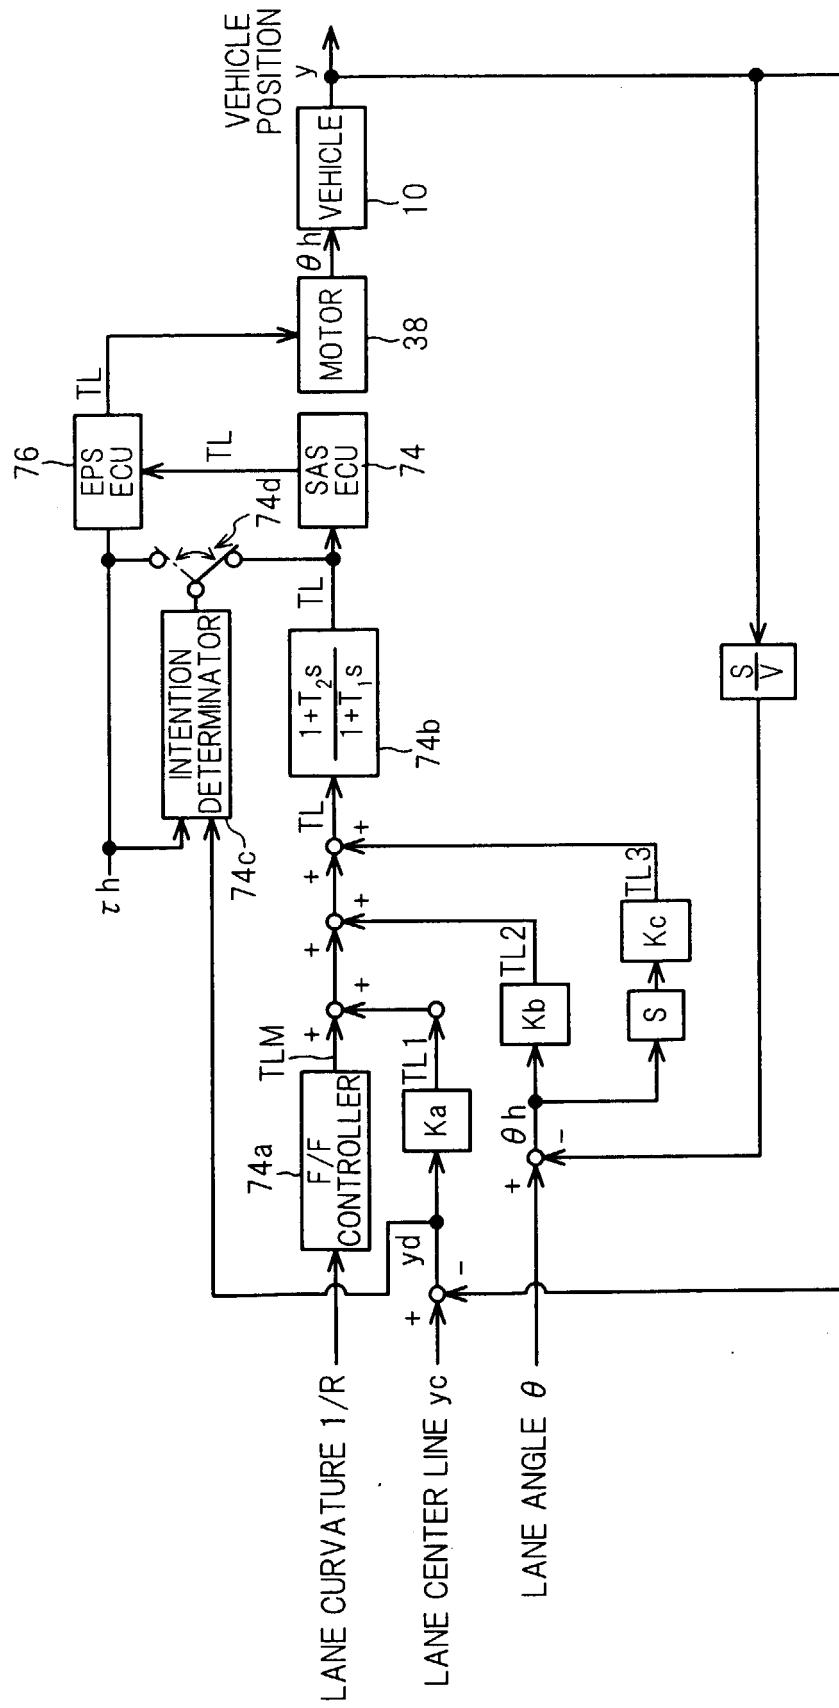 LANE CURVATURE 1/R
LANE CENTER LINE yc
LANE ANGLE θ
+
−
yd
74a
F/F
CONTROLLER
TLM
Ka
TL1
+
+
+
−
θh
Kb
TL2
S
Kc
TL3
+
+
+
+
TL
τh
74c
INTENTION
DETERMINATOR
74d
1+T2s
1+T1s
74b
TL
SAS
ECU
74
TL
76
EPS
ECU
TL
MOTOR
38
θh
VEHICLE
10
y
VEHICLE
POSITION
S
V